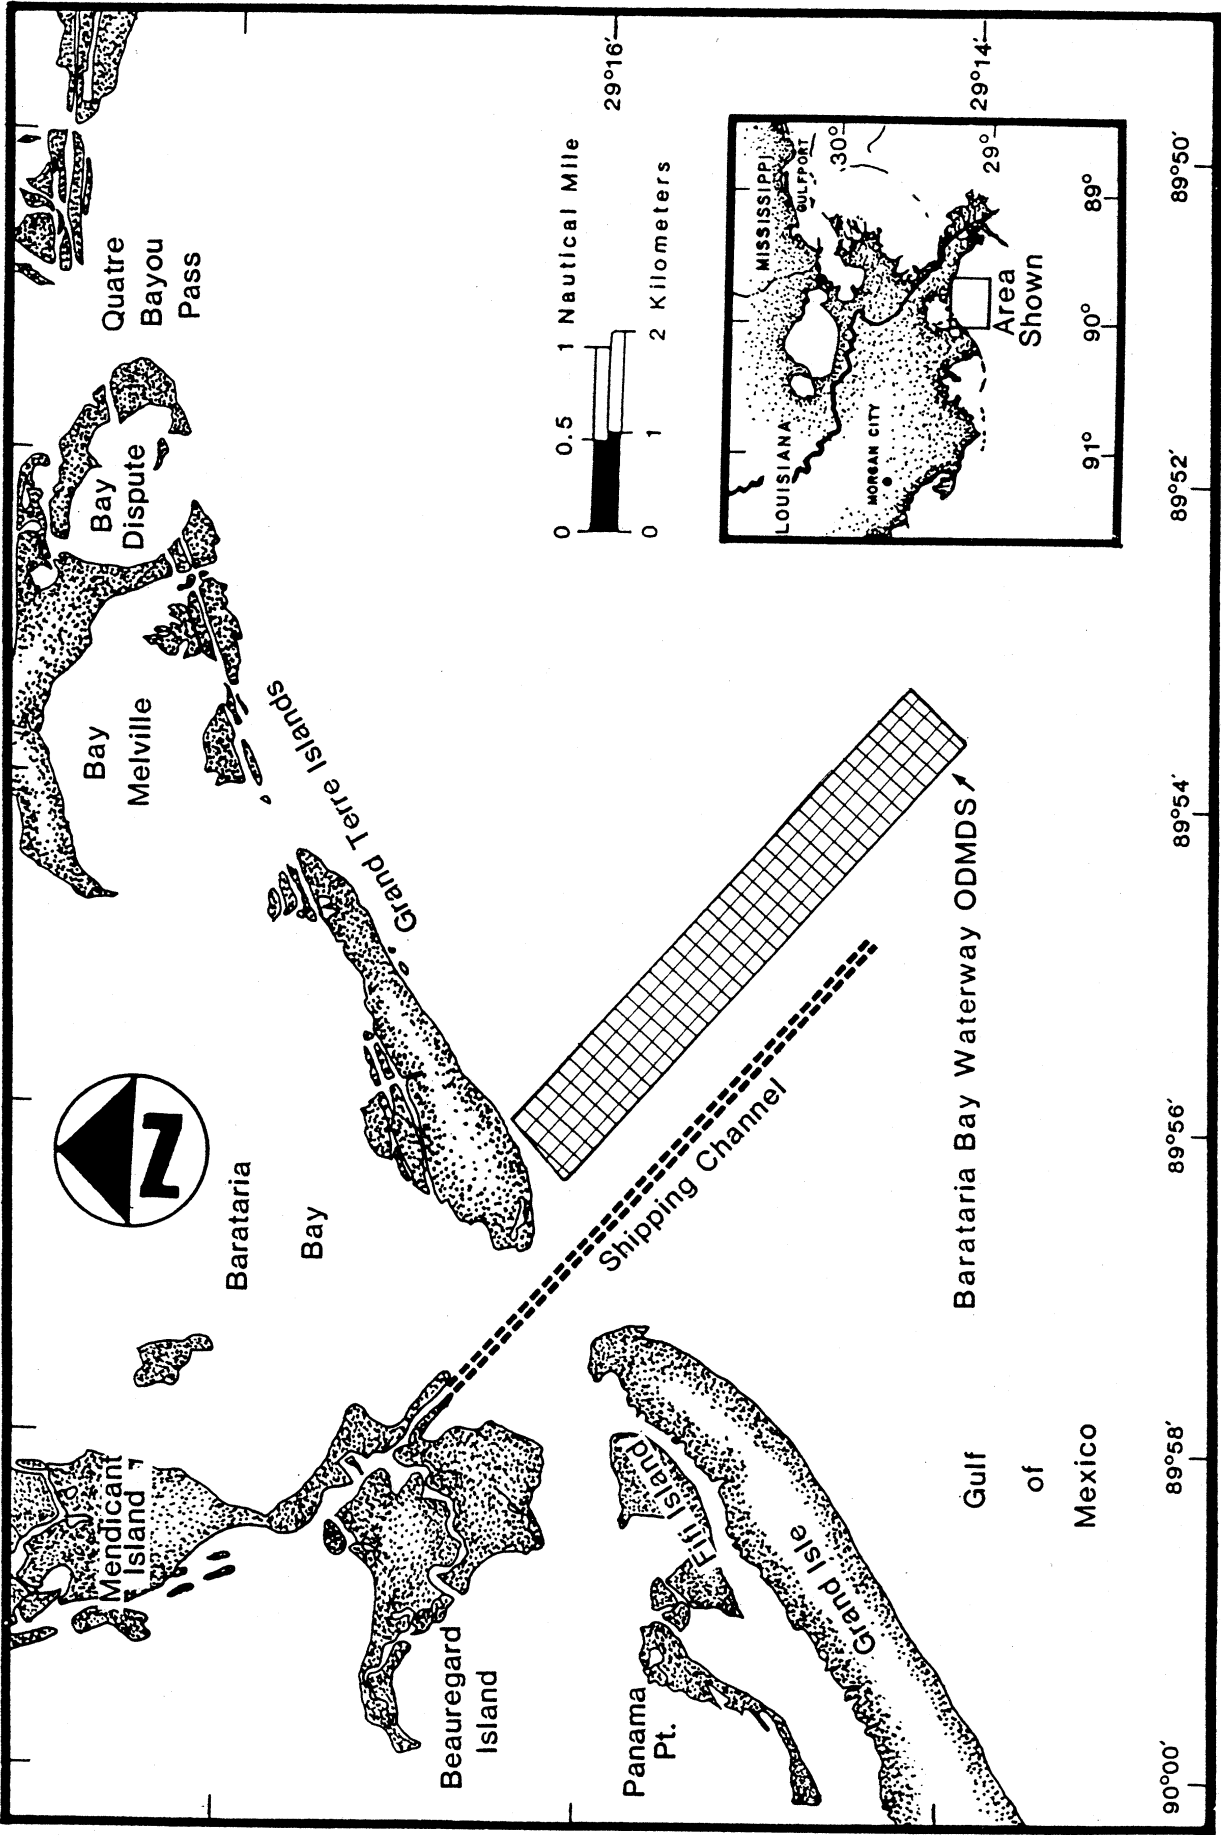 Quatre
Bayou
Pass
Bay
Dispute
Bay
Melville
Grand Terre Islands
N
Barataria
Bay
Mendicant
Island
Beauregard
Island
Panama
Pt.
Fifi Island
Grand Isle
Shipping Channel
Barataria Bay Waterway ODMDS
Gulf
of
Mexico
0 0.5 1 Nautical Mile
0 1 2 Kilometers
LOUISIANA
MISSISSIPPI
GULFPORT
MORGAN CITY
Area
Shown
30°
29°
91° 90° 89°
29°16′
29°14′
90°00′ 89°58′ 89°56′ 89°54′ 89°52′ 89°50′